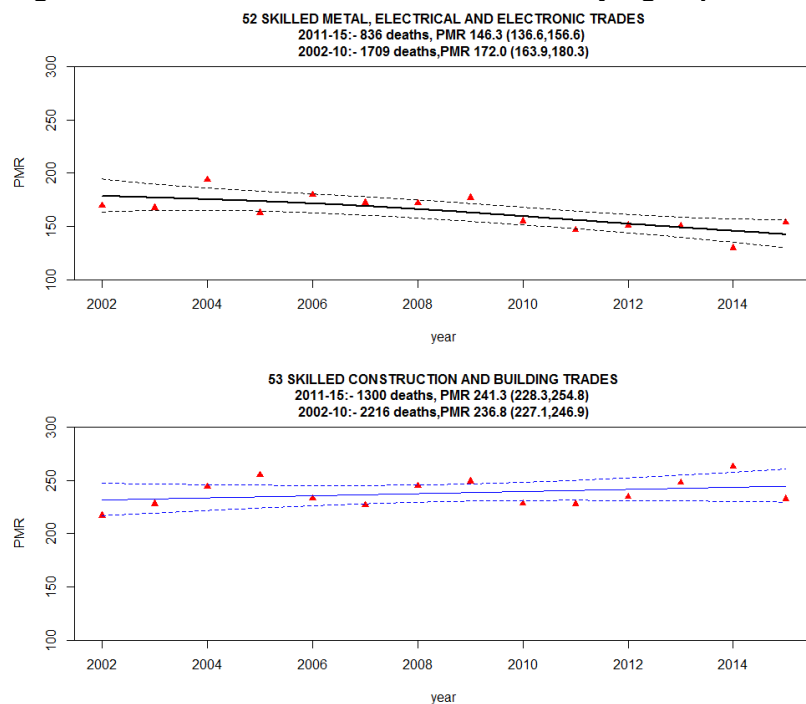 52 SKILLED METAL, ELECTRICAL AND ELECTRONIC TRADES
2011-15:- 836 deaths, PMR 146.3 (136.6,156.6)
2002-10:- 1709 deaths,PMR 172.0 (163.9,180.3)
300
250
200
150
100
PMR
2002 2004 2006 2008 2010 2012 2014
year
53 SKILLED CONSTRUCTION AND BUILDING TRADES
2011-15:- 1300 deaths, PMR 241.3 (228.3,254.8)
2002-10:- 2216 deaths,PMR 236.8 (227.1,246.9)
300
250
200
150
100
PMR
2002 2004 2006 2008 2010 2012 2014
year